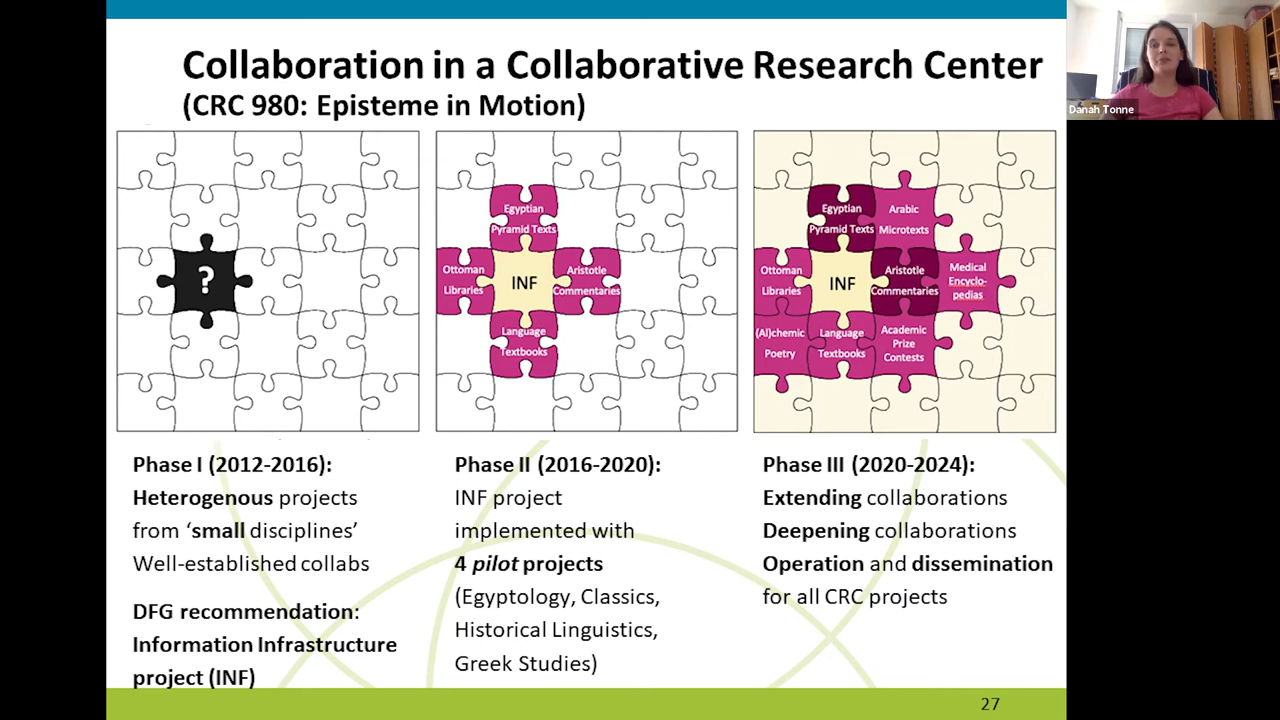 Collaboration in a Collaborative Research Center
(CRC 980: Episteme in Motion)
Danah Tonne
?
Egyptian
Pyramid Texts
Ottoman
Libraries
INF
Aristotle
Commentaries
Language
Textbooks
Egyptian
Pyramid Texts
Arabic
Microtexts
Ottoman
Libraries
INF
Aristotle
Commentaries
Medical
Encyclo-
pedias
(Al)chemic
Poetry
Language
Textbooks
Academic
Prize
Contests
Phase I (2012-2016):
Heterogenous projects
from ‘small disciplines’
Well-established collabs
DFG recommendation:
Information Infrastructure
project (INF)
Phase II (2016-2020):
INF project
implemented with
4 pilot projects
(Egyptology, Classics,
Historical Linguistics,
Greek Studies)
Phase III (2020-2024):
Extending collaborations
Deepening collaborations
Operation and dissemination
for all CRC projects
27